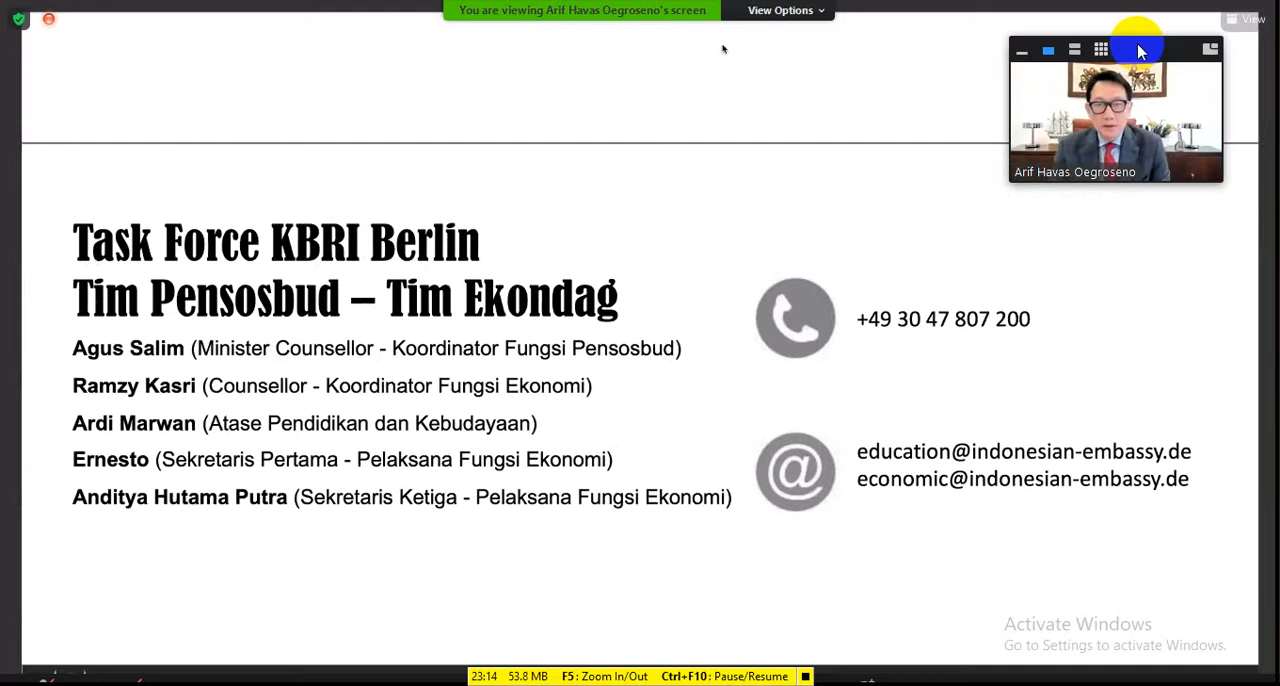 You are viewing Arif Havas Oegroseno's screen
View Options
View
Arif Havas Oegroseno
Task Force KBRI Berlin
Tim Pensosbud – Tim Ekondag
Agus Salim (Minister Counsellor - Koordinator Fungsi Pensosbud)
Ramzy Kasri (Counsellor - Koordinator Fungsi Ekonomi)
Ardi Marwan (Atase Pendidikan dan Kebudayaan)
Ernesto (Sekretaris Pertama - Pelaksana Fungsi Ekonomi)
Anditya Hutama Putra (Sekretaris Ketiga - Pelaksana Fungsi Ekonomi)
+49 30 47 807 200
@
education@indonesian-embassy.de
economic@indonesian-embassy.de
Activate Windows
Go to Settings to activate Windows.
23:14 53.8 MB F5: Zoom In/Out Ctrl+F10: Pause/Resume